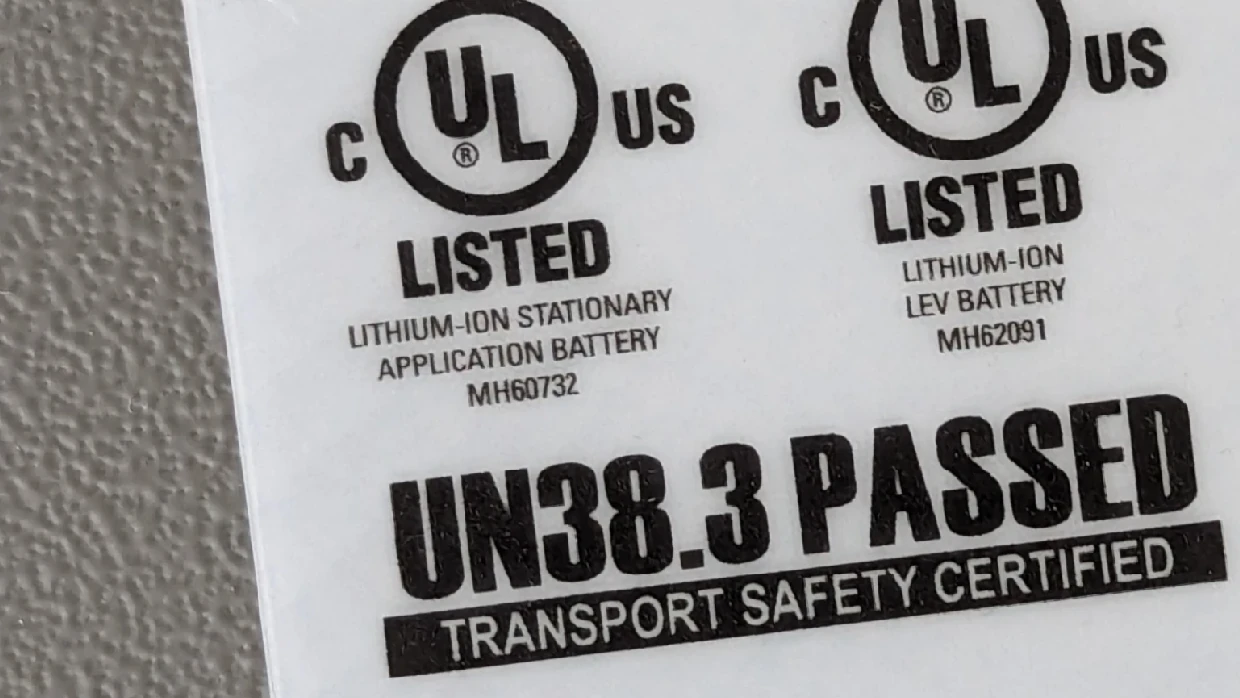 C UL® US
LISTED
LITHIUM-ION STATIONARY
APPLICATION BATTERY
MH60732
C UL® US
LISTED
LITHIUM-ION
LEV BATTERY
MH62091
UN38.3 PASSED
TRANSPORT SAFETY CERTIFIED